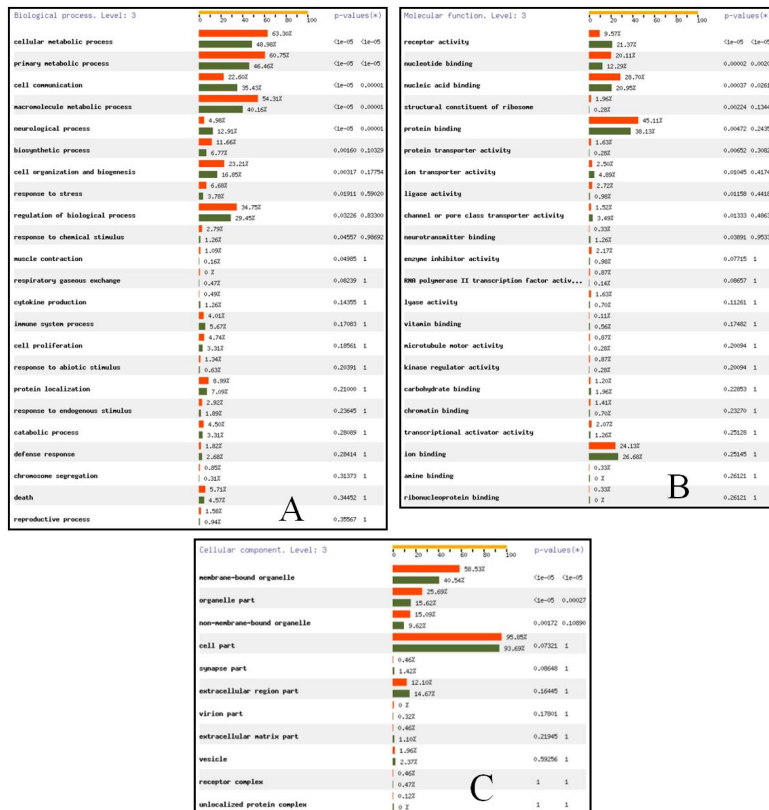 Biological process. Level: 3 0 20 40 60 80 100 p-values(*)
63.30%
cellular metabolic process <1e-05 <1e-05
48.98%
60.75%
primary metabolic process <1e-05 <1e-05
46.46%
22.60%
cell communication <1e-05 0.00001
35.43%
54.31%
macromolecule metabolic process <1e-05 0.00001
40.16%
4.98%
neurological process <1e-05 0.00001
12.91%
11.66%
biosynthetic process 0.00160 0.10329
6.77%
23.21%
cell organization and biogenesis 0.00317 0.17754
16.85%
6.68%
response to stress 0.01911 0.59020
3.78%
34.75%
regulation of biological process 0.03226 0.83300
29.45%
2.79%
response to chemical stimulus 0.04557 0.98692
1.26%
1.09%
muscle contraction 0.04985 1
0.16%
0 %
respiratory gaseous exchange 0.08239 1
0.47%
0.49%
cytokine production 0.14355 1
1.26%
4.01%
immune system process 0.17083 1
5.67%
4.74%
cell proliferation 0.18561 1
3.31%
1.34%
response to abiotic stimulus 0.20391 1
0.63%
8.99%
protein localization 0.21000 1
7.09%
2.92%
response to endogenous stimulus 0.23645 1
1.89%
4.50%
catabolic process 0.28089 1
3.31%
1.82%
defense response 0.28414 1
2.68%
0.85%
chromosome segregation 0.31373 1
0.31%
5.71%
death 0.34452 1
4.57%
1.58%
reproductive process 0.35567 1
0.94%
A
Molecular function. Level: 3 0 20 40 60 80 100 p-values(*)
9.57%
receptor activity <1e-05 <1e-05
21.37%
20.11%
nucleotide binding 0.00002 0.0020
12.29%
28.70%
nucleic acid binding 0.00037 0.0261
20.95%
1.96%
structural constituent of ribosome 0.00224 0.1344
0.28%
45.11%
protein binding 0.00472 0.2435
38.13%
1.63%
protein transporter activity 0.00652 0.3082
0.28%
2.50%
ion transporter activity 0.01045 0.4174
4.89%
2.72%
ligase activity 0.01158 0.4418
0.98%
1.52%
channel or pore class transporter activity 0.01333 0.4863
3.49%
0.33%
neurotransmitter binding 0.03891 0.9533
1.26%
2.17%
enzyme inhibitor activity 0.07715 1
0.98%
0.87%
RNA polymerase II transcription factor activ... 0.08657 1
0.14%
1.63%
lyase activity 0.11261 1
0.70%
0.11%
vitamin binding 0.17482 1
0.56%
0.87%
microtubule motor activity 0.20094 1
0.28%
0.87%
kinase regulator activity 0.20094 1
0.28%
1.20%
carbohydrate binding 0.22853 1
1.96%
1.41%
chromatin binding 0.23270 1
0.70%
2.07%
transcriptional activator activity 0.25128 1
1.26%
24.13%
ion binding 0.25145 1
26.68%
0.33%
amine binding 0.26121 1
0 %
0.33%
ribonucleoprotein binding 0.26121 1
0 %
B
Cellular component. Level: 3 0 20 40 60 80 100 p-values(*)
58.53%
membrane-bound organelle <1e-05 <1e-05
40.54%
25.69%
organelle part <1e-05 0.00027
15.62%
15.09%
non-membrane-bound organelle 0.00172 0.10890
9.62%
95.85%
cell part 0.07321 1
93.69%
0.46%
synapse part 0.08648 1
1.42%
12.10%
extracellular region part 0.16445 1
14.67%
0 %
virion part 0.17801 1
0.32%
0.46%
extracellular matrix part 0.21945 1
1.10%
1.96%
vesicle 0.59256 1
2.37%
0.46%
receptor complex 1 1
0.47%
0.12%
unlocalized protein complex 1 1
0 %
C